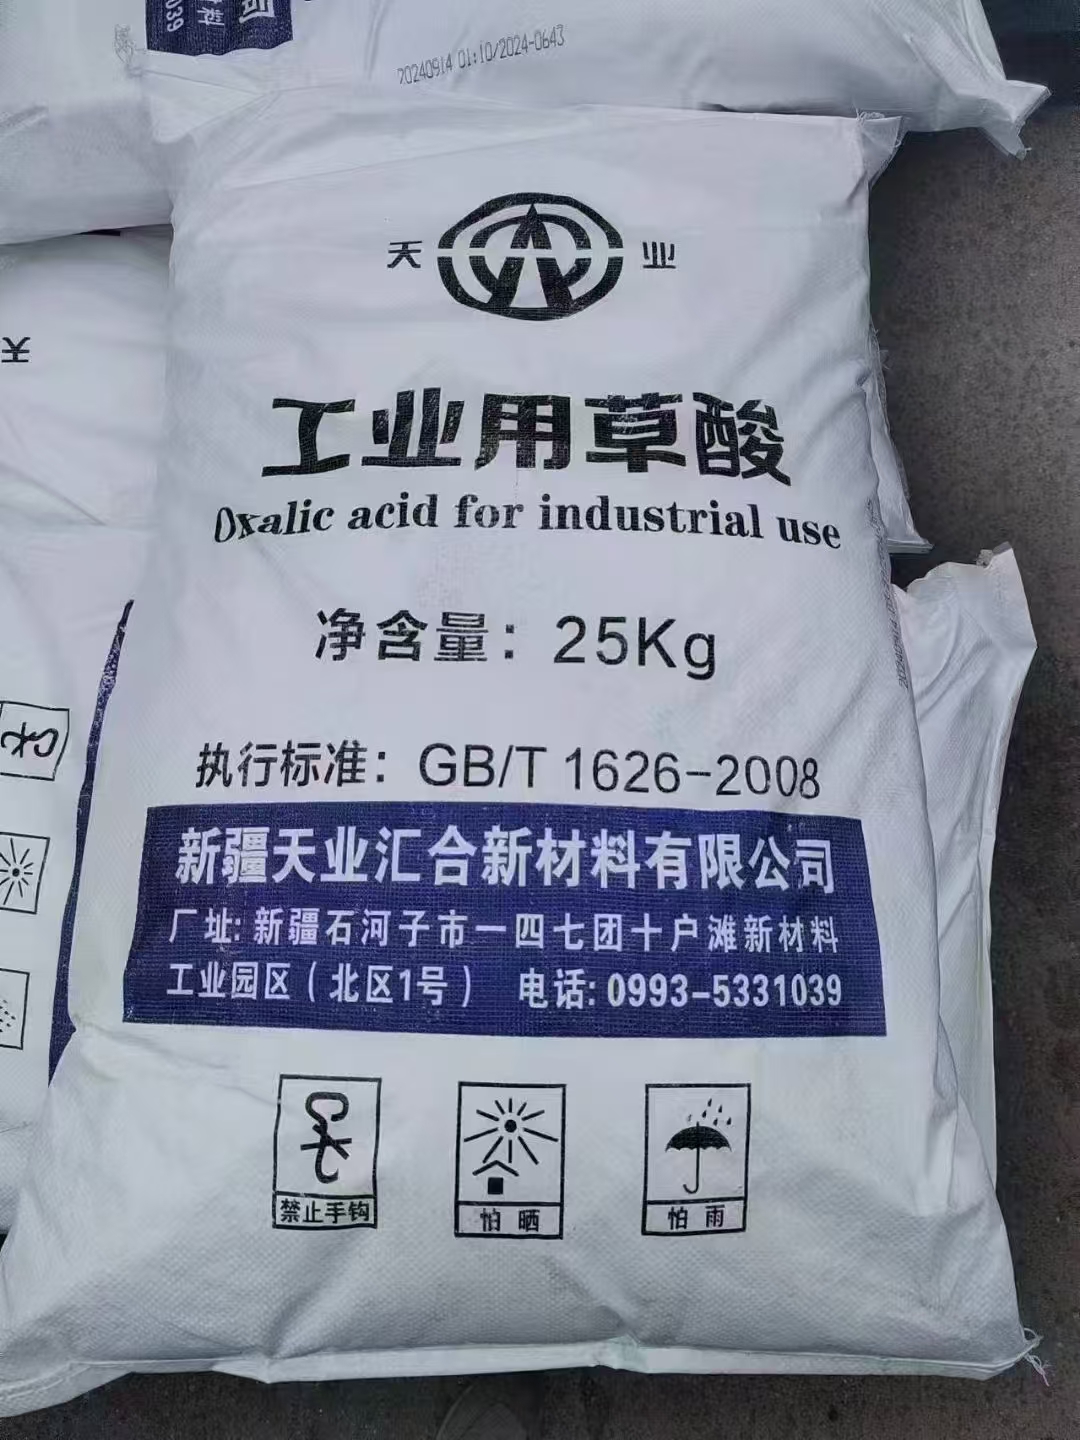 20240914 01:10/2024-0643
天 业
天
工业用草酸
Oxalic acid for industrial use
净含量：25Kg
执行标准：GB/T 1626-2008
新疆天业汇合新材料有限公司
厂址:新疆石河子市一四七团十户滩新材料
工业园区（北区1号） 电话:0993-5331039
禁止手钩
怕晒
怕雨